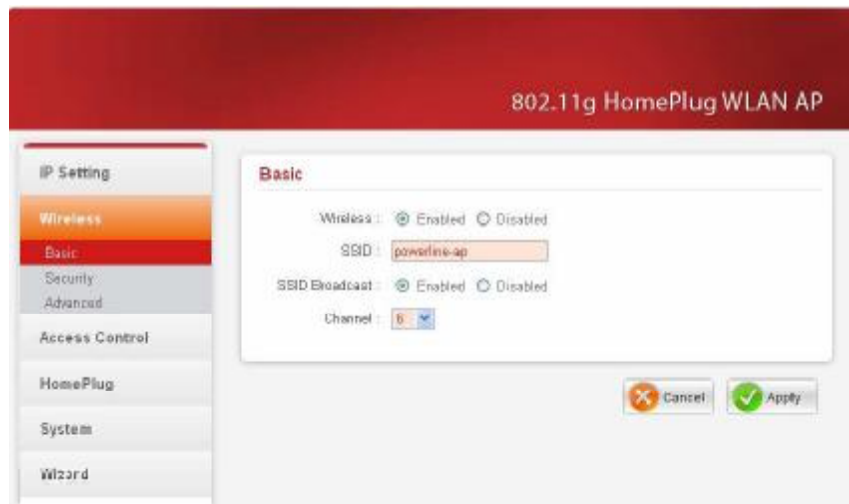 802.11g HomePlug WLAN AP
IP Setting
Wireless
Basic
Security
Advanced
Access Control
HomePlug
System
Wizard
Basic
Wireless : Enabled Disabled
SSID : powerline-ap
SSID Broadcast : Enabled Disabled
Channel : 6
Cancel Apply